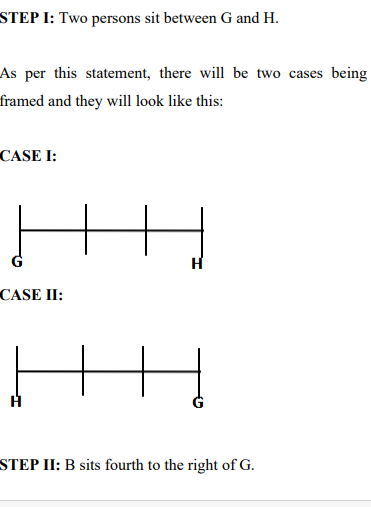 STEP I: Two persons sit between G and H.
As per this statement, there will be two cases being
framed and they will look like this:
CASE I:
G H
CASE II:
H G
STEP II: B sits fourth to the right of G.